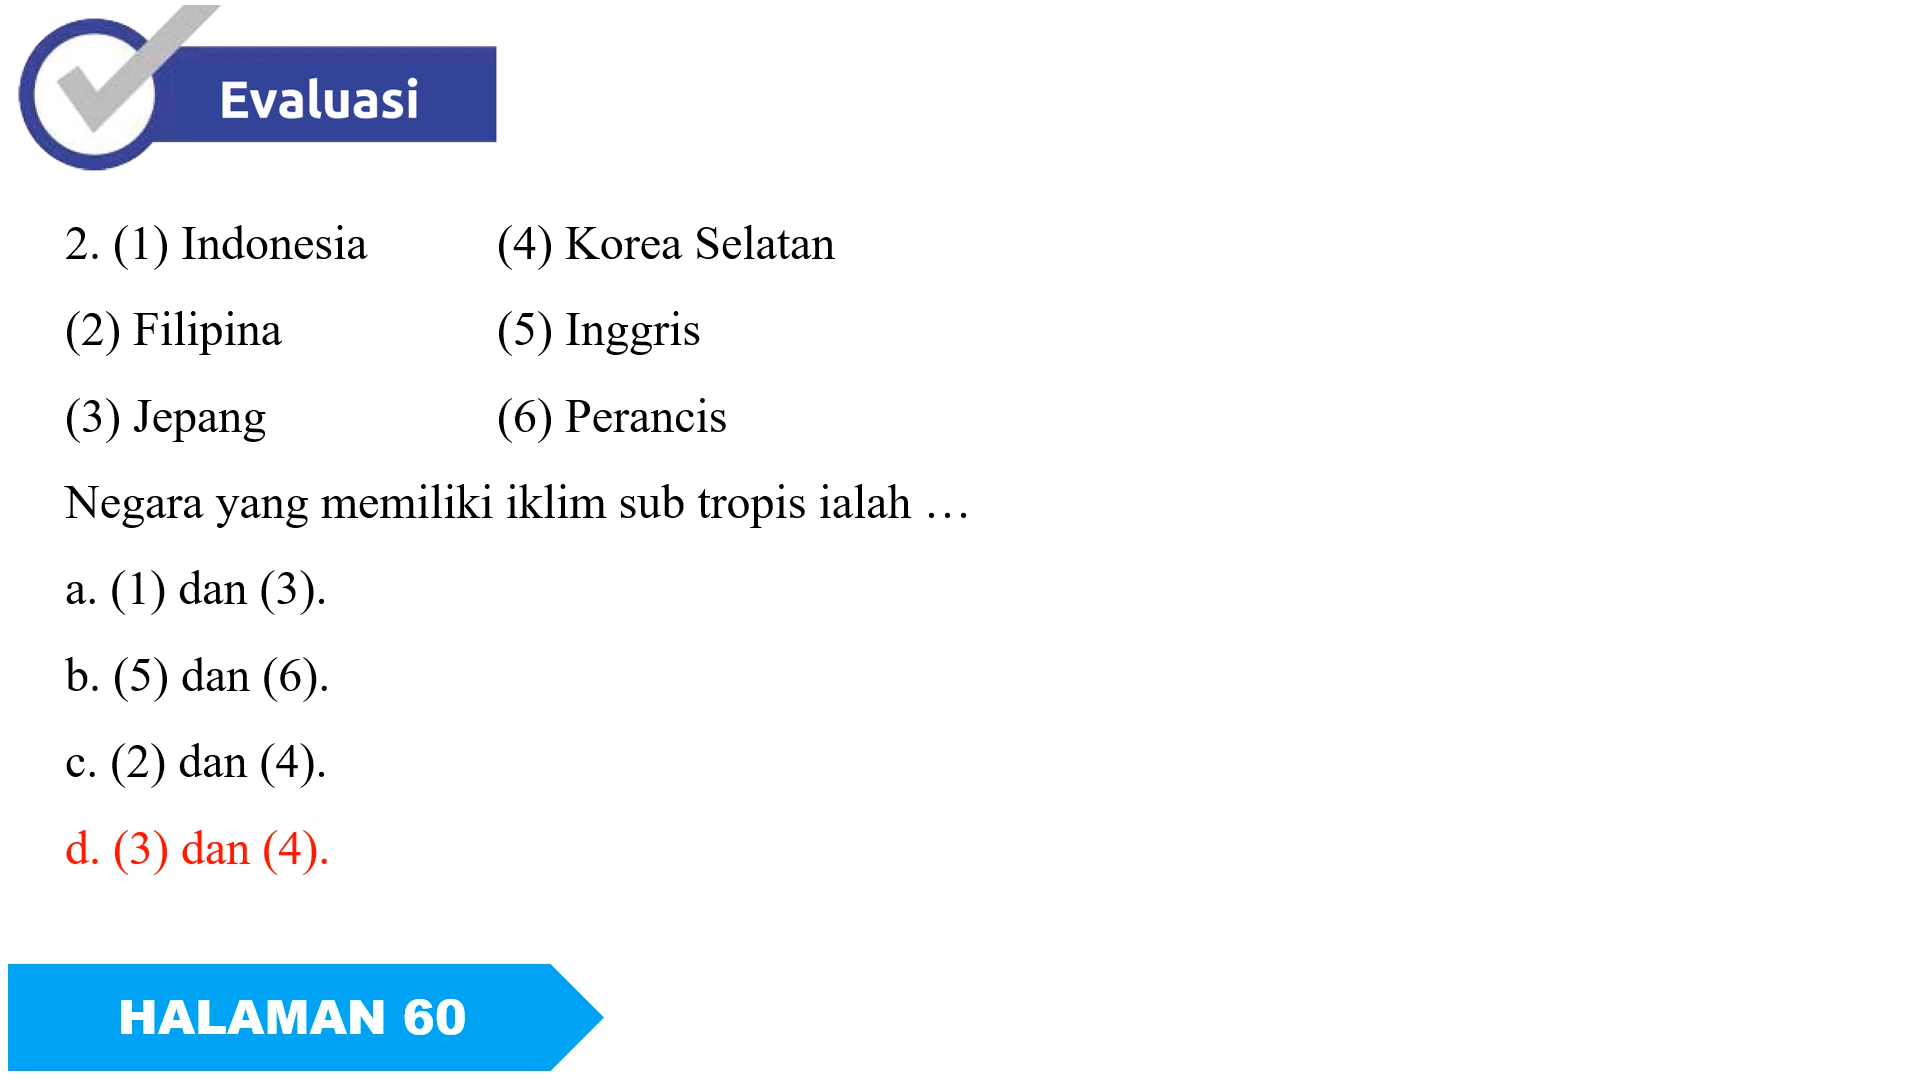 Evaluasi
2. (1) Indonesia (4) Korea Selatan
(2) Filipina (5) Inggris
(3) Jepang (6) Perancis
Negara yang memiliki iklim sub tropis ialah …
a. (1) dan (3).
b. (5) dan (6).
c. (2) dan (4).
d. (3) dan (4).
HALAMAN 60